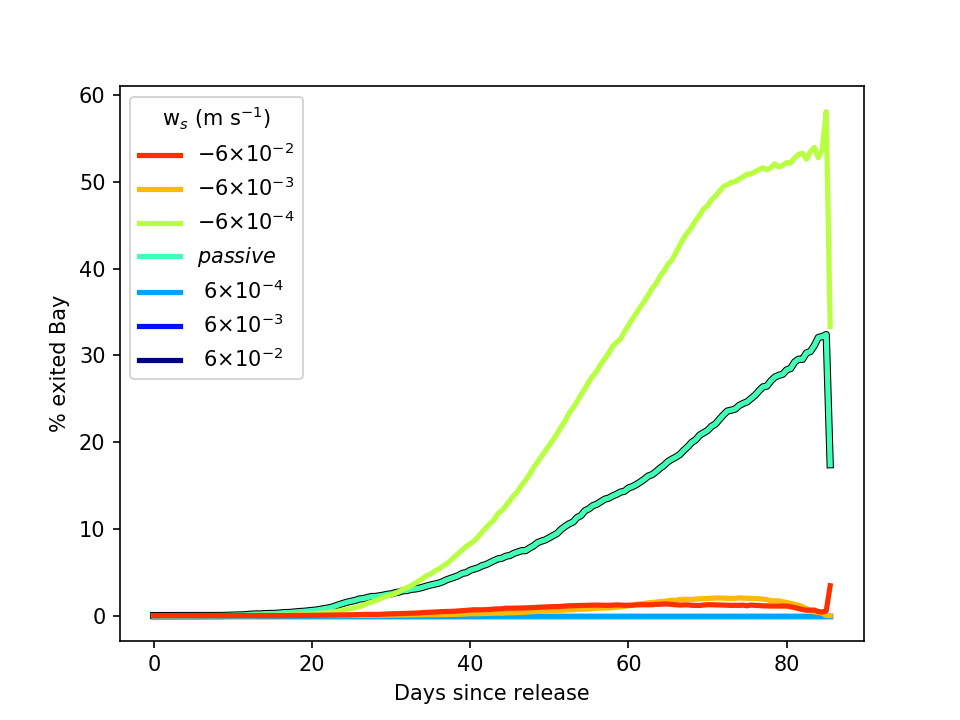 60
50
40
30
20
10
0
% exited Bay
w_s (m s⁻¹)
−6×10⁻²
−6×10⁻³
−6×10⁻⁴
passive
6×10⁻⁴
6×10⁻³
6×10⁻²
0 20 40 60 80
Days since release